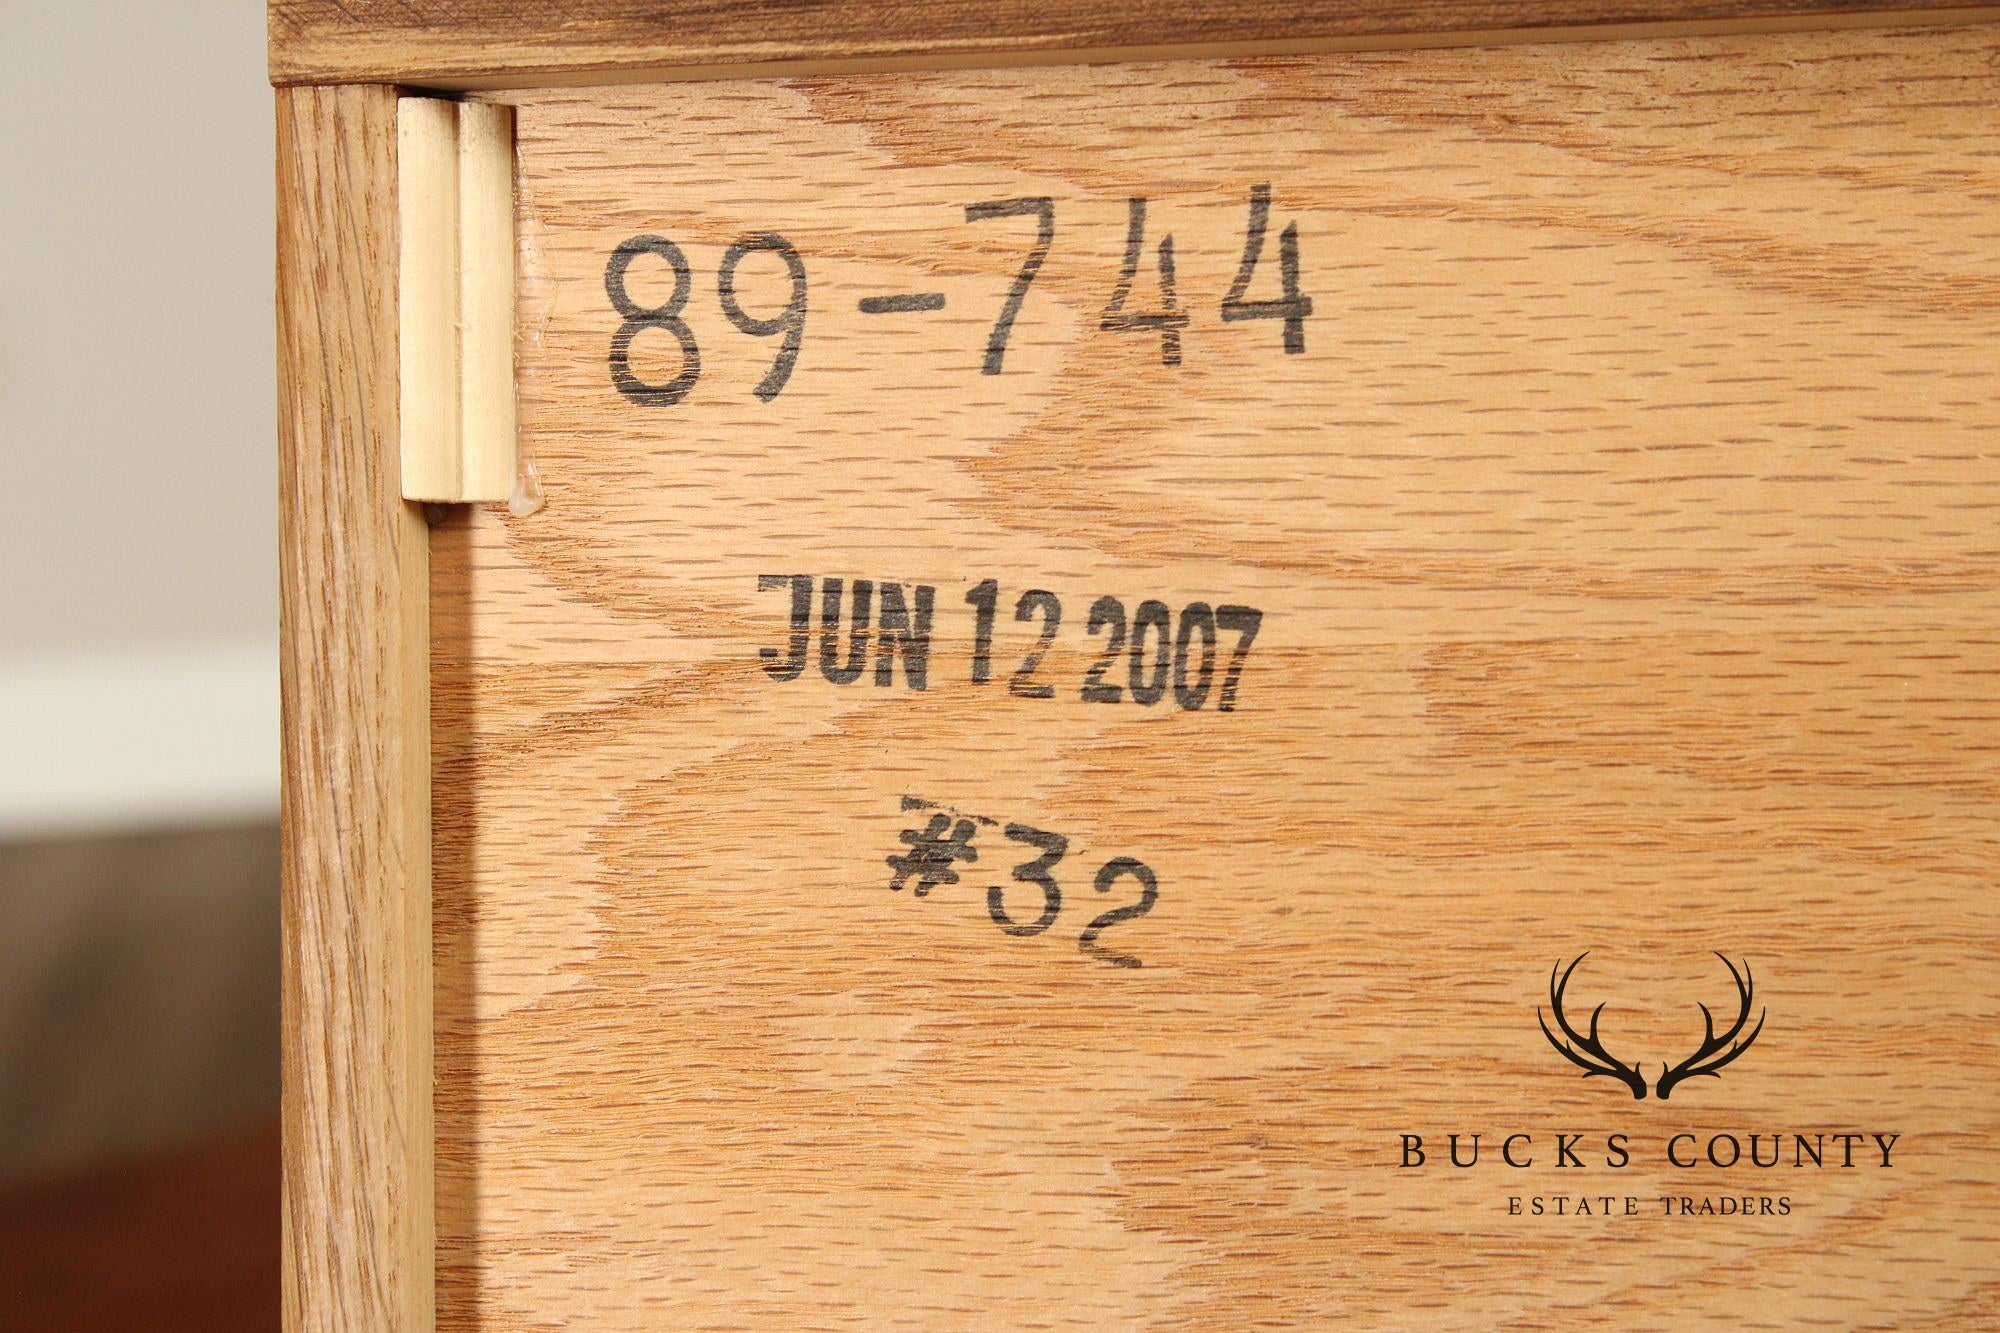 89-744
JUN 12 2007
#32
BUCKS COUNTY
ESTATE TRADERS